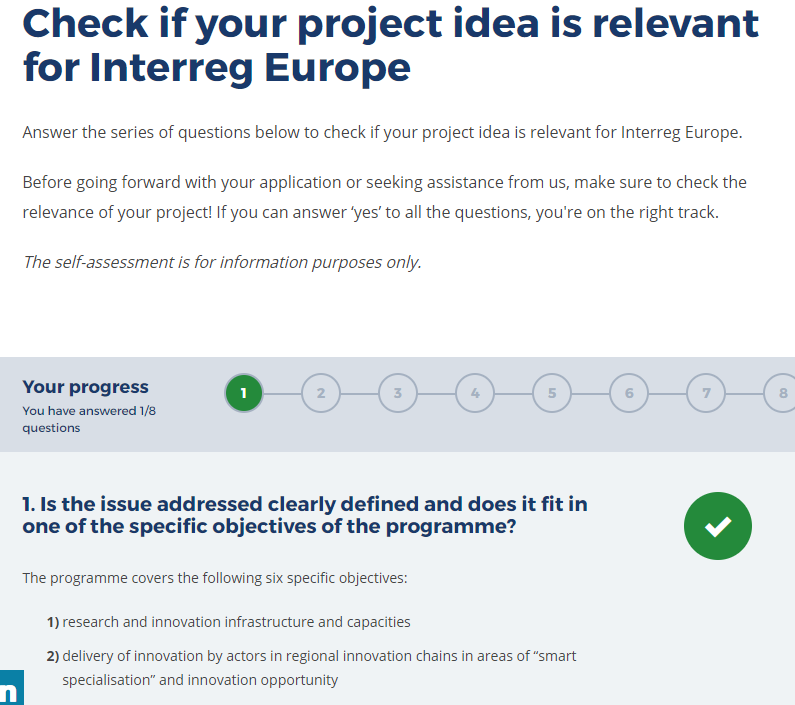 Check if your project idea is relevant
for Interreg Europe
Answer the series of questions below to check if your project idea is relevant for Interreg Europe.
Before going forward with your application or seeking assistance from us, make sure to check the
relevance of your project! If you can answer ‘yes’ to all the questions, you're on the right track.
The self-assessment is for information purposes only.
Your progress
You have answered 1/8
questions
1 2 3 4 5 6 7 8
1. Is the issue addressed clearly defined and does it fit in
one of the specific objectives of the programme?
The programme covers the following six specific objectives:
1) research and innovation infrastructure and capacities
2) delivery of innovation by actors in regional innovation chains in areas of “smart
specialisation” and innovation opportunity